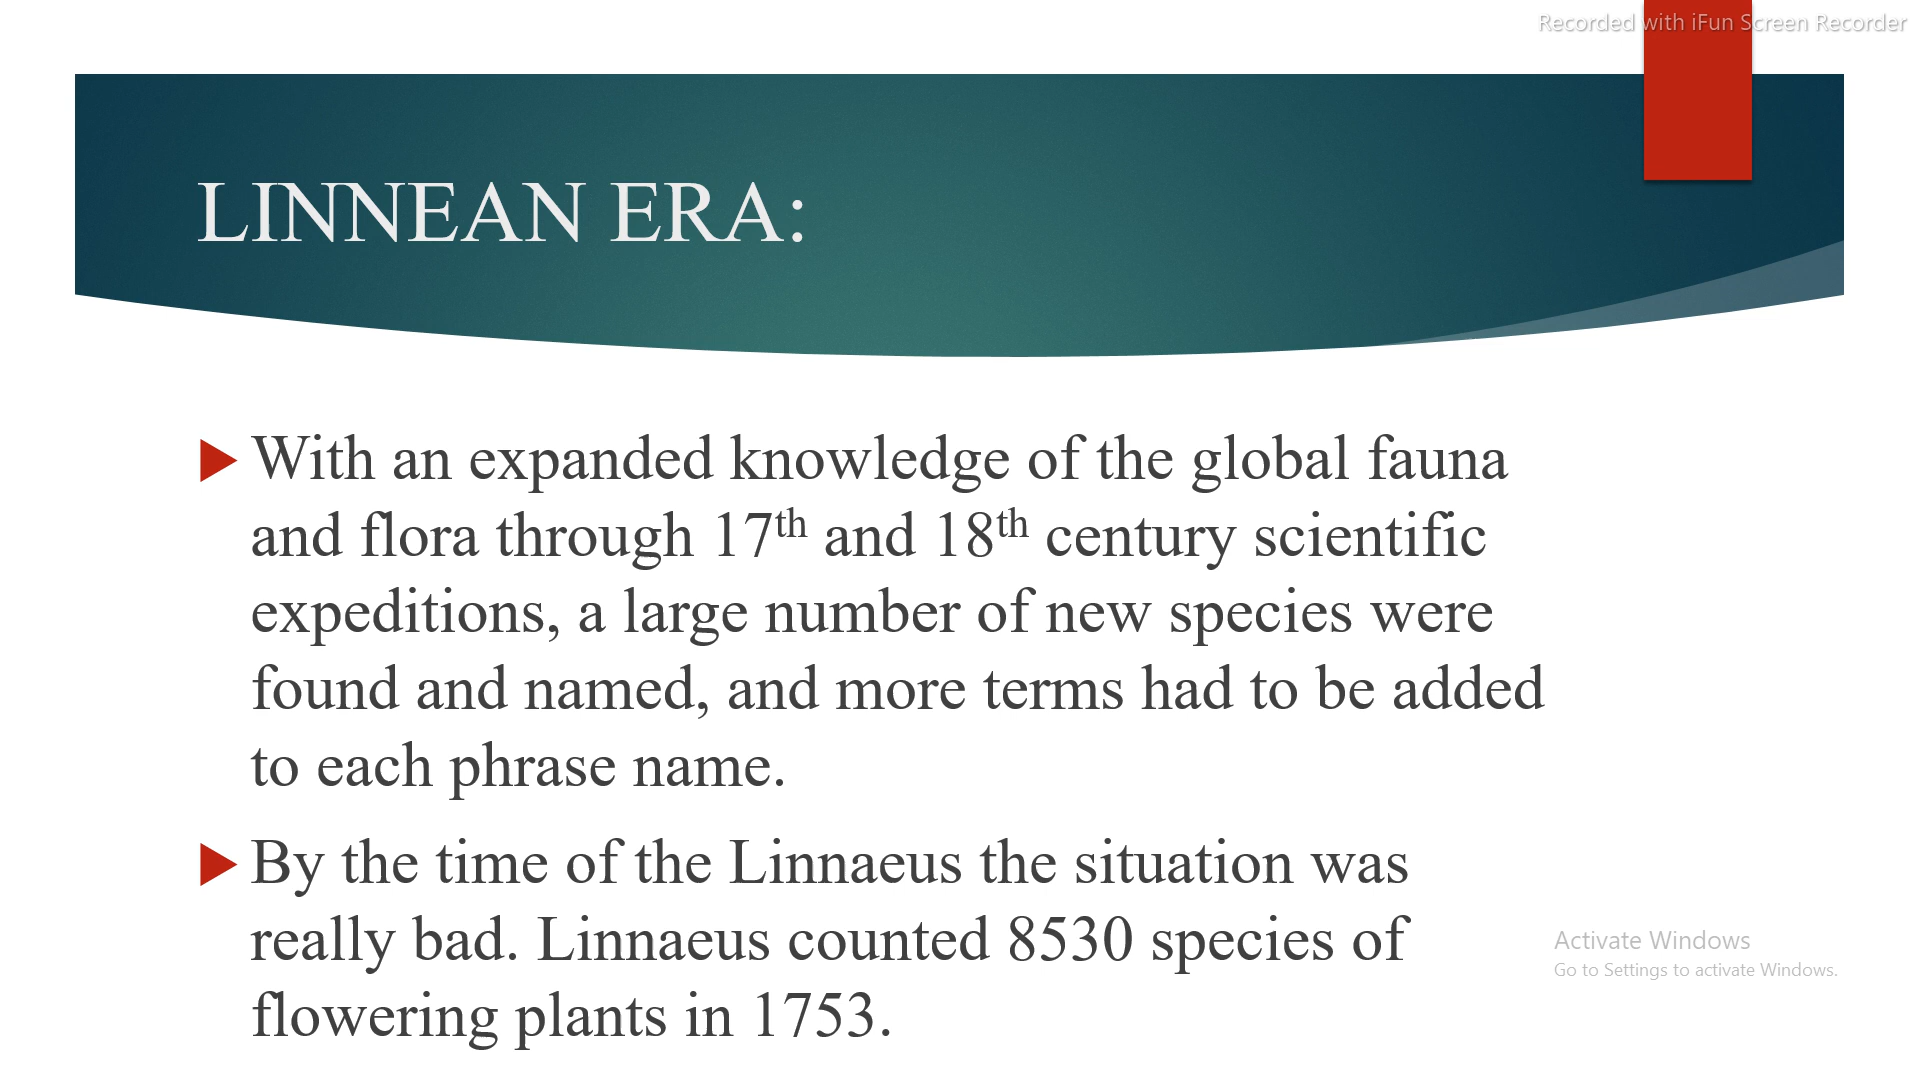 Recorded with iFun Screen Recorder
LINNEAN ERA:
With an expanded knowledge of the global fauna
and flora through 17th and 18th century scientific
expeditions, a large number of new species were
found and named, and more terms had to be added
to each phrase name.
By the time of the Linnaeus the situation was
really bad. Linnaeus counted 8530 species of
flowering plants in 1753.
Activate Windows
Go to Settings to activate Windows.